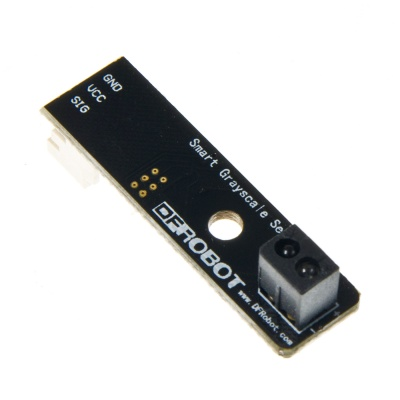 GND
VCC
SIG
Smart Grayscale Se
DFROBOT
www.DFRobot.com